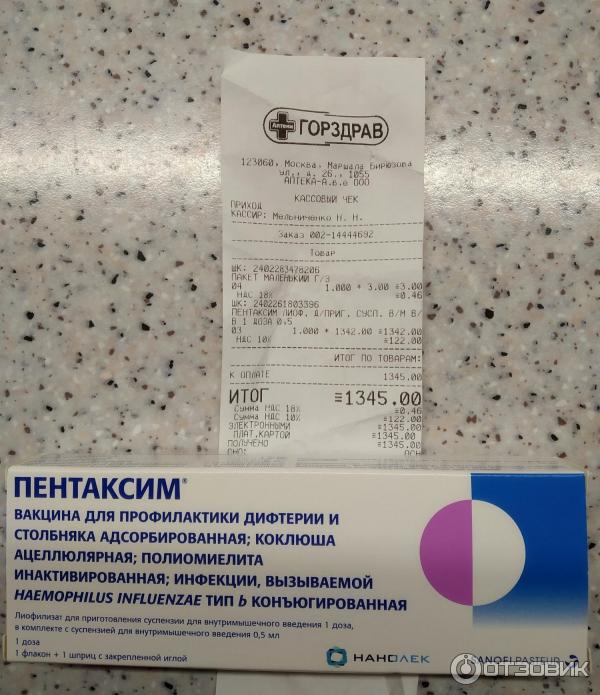 Аптеки ГОРЗДРАВ
123060, Москва, Маршала Бирюзова
ул., д. 26., 1055
АПТЕКА-А.в.е ООО
КАССОВЫЙ ЧЕК
ПРИХОД
КАССИР: Мельниченко Н. Н.
Заказ 002-14444692
Товар
ШК: 2402283478206
ПАКЕТ МАЛЕНЬКИЙ Г/З
04 1.000 * 3.00 =3.00
НДС 18% =0.46
ШК: 2402261803396
ПЕНТАКСИМ ЛИОФ. Д/ПРИГ. СУСП. В/М В/
В 1 ДОЗА 0,5
03 1.000 * 1342.00 =1342.00
НДС 10% =122.00
ИТОГ ПО ТОВАРАМ:
К ОПЛАТЕ 1345.00
ИТОГ =1345.00
Сумма НДС 18% =0.46
Сумма НДС 10% =122.00
ЭЛЕКТРОННЫМИ =1345.00
ПЛАТ.КАРТОЙ =1345.00
ПОЛУЧЕНО =1345.00
ПЕНТАКСИМ®
ВАКЦИНА ДЛЯ ПРОФИЛАКТИКИ ДИФТЕРИИ И
СТОЛБНЯКА АДСОРБИРОВАННАЯ; КОКЛЮША
АЦЕЛЛЮЛЯРНАЯ; ПОЛИОМИЕЛИТА
ИНАКТИВИРОВАННАЯ; ИНФЕКЦИИ, ВЫЗЫВАЕМОЙ
HAEMOPHILUS INFLUENZAE ТИП b КОНЪЮГИРОВАННАЯ
Лиофилизат для приготовления суспензии для внутримышечного введения 1 доза,
в комплекте с суспензией для внутримышечного введения 0,5 мл
1 доза
1 флакон + 1 шприц с закрепленной иглой
НАНОЛЕК
SANOFI PASTEUR
ОТЗОВИК